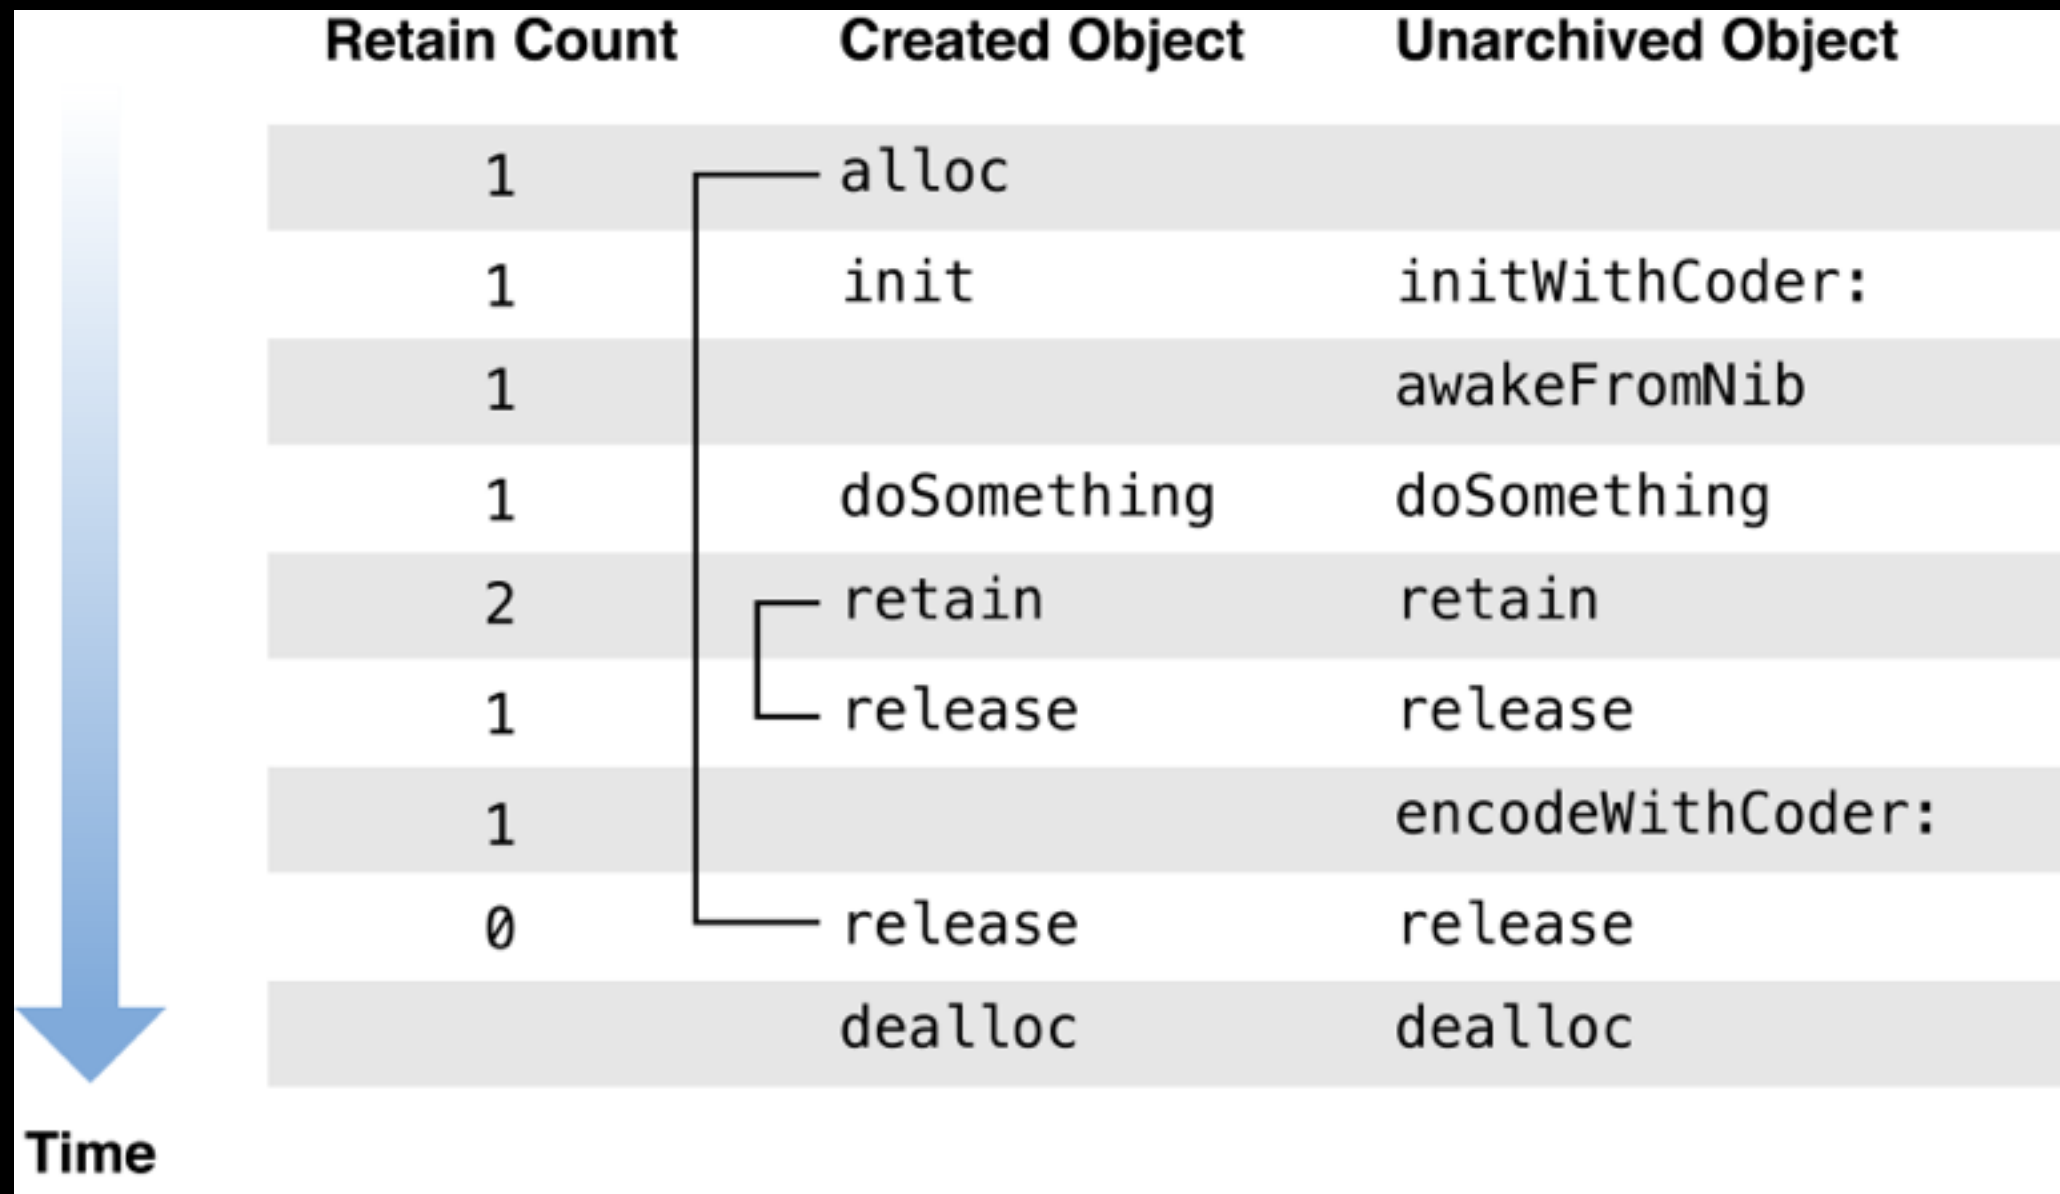 Retain Count Created Object Unarchived Object
1 alloc
1 init initWithCoder:
1 awakeFromNib
1 doSomething doSomething
2 retain retain
1 release release
1 encodeWithCoder:
0 release release
dealloc dealloc
Time